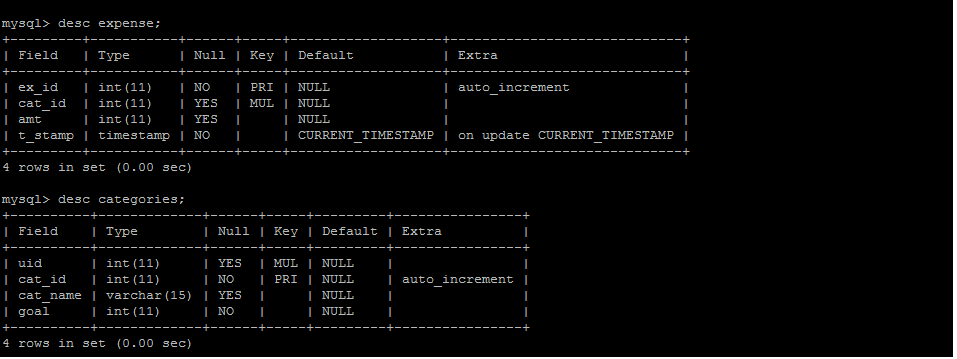 mysql> desc expense;
+---------+-----------+------+-----+-------------------+-----------------------------+
| Field   | Type      | Null | Key | Default           | Extra                       |
+---------+-----------+------+-----+-------------------+-----------------------------+
| ex_id   | int(11)   | NO   | PRI | NULL              | auto_increment              |
| cat_id  | int(11)   | YES  | MUL | NULL              |                             |
| amt     | int(11)   | YES  |     | NULL              |                             |
| t_stamp | timestamp | NO   |     | CURRENT_TIMESTAMP | on update CURRENT_TIMESTAMP |
+---------+-----------+------+-----+-------------------+-----------------------------+
4 rows in set (0.00 sec)

mysql> desc categories;
+----------+-------------+------+-----+---------+----------------+
| Field    | Type        | Null | Key | Default | Extra          |
+----------+-------------+------+-----+---------+----------------+
| uid      | int(11)     | YES  | MUL | NULL    |                |
| cat_id   | int(11)     | NO   | PRI | NULL    | auto_increment |
| cat_name | varchar(15) | YES  |     | NULL    |                |
| goal     | int(11)     | NO   |     | NULL    |                |
+----------+-------------+------+-----+---------+----------------+
4 rows in set (0.00 sec)